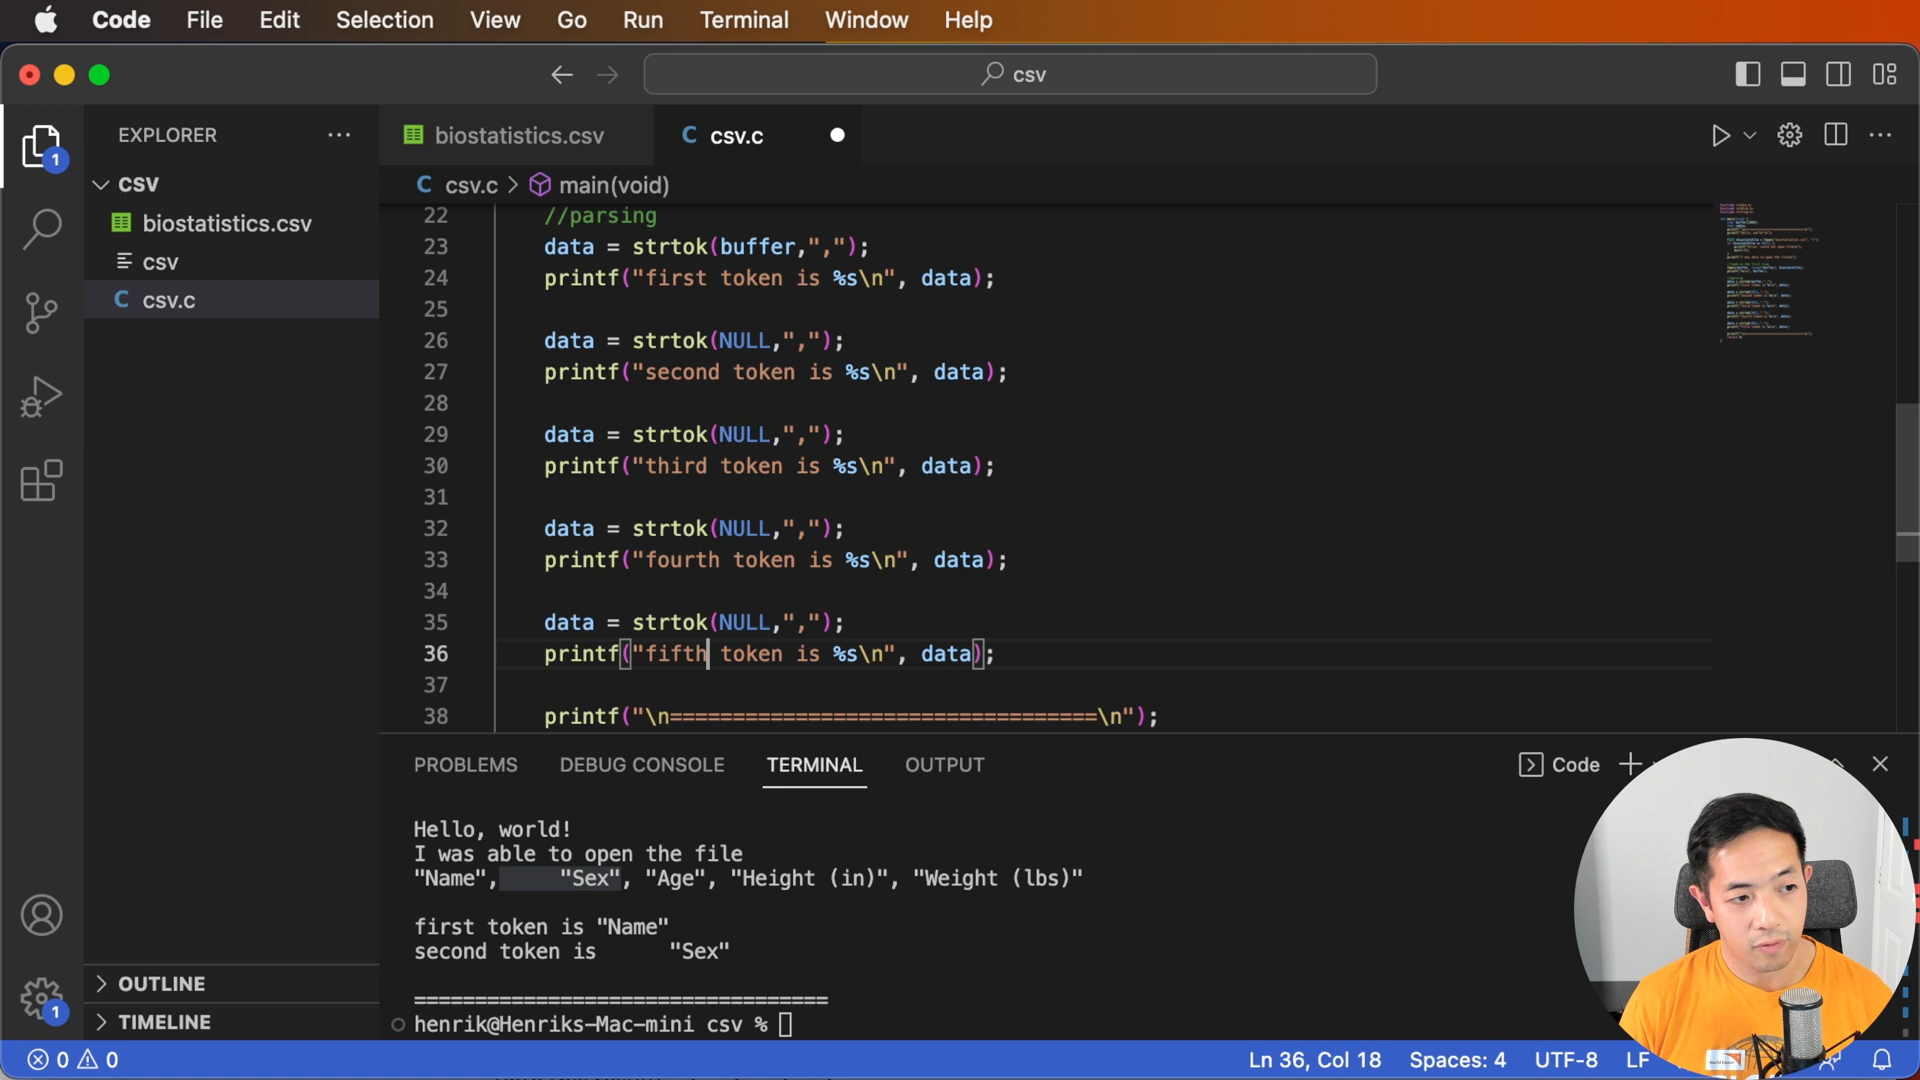 Code File Edit Selection View Go Run Terminal Window Help
csv
EXPLORER
1
CSV
biostatistics.csv
csv
csv.c
OUTLINE
TIMELINE
1
biostatistics.csv
csv.c
csv.c > main(void)
22 //parsing
23 data = strtok(buffer,",");
24 printf("first token is %s\n", data);
25
26 data = strtok(NULL,",");
27 printf("second token is %s\n", data);
28
29 data = strtok(NULL,",");
30 printf("third token is %s\n", data);
31
32 data = strtok(NULL,",");
33 printf("fourth token is %s\n", data);
34
35 data = strtok(NULL,",");
36 printf("fifth token is %s\n", data);
37
38 printf("\n==================================\n");
PROBLEMS DEBUG CONSOLE TERMINAL OUTPUT
Code
Hello, world!
I was able to open the file
"Name",     "Sex", "Age", "Height (in)", "Weight (lbs)"
first token is "Name"
second token is      "Sex"
==================================
henrik@Henriks-Mac-mini csv %
0 0
Ln 36, Col 18 Spaces: 4 UTF-8 LF